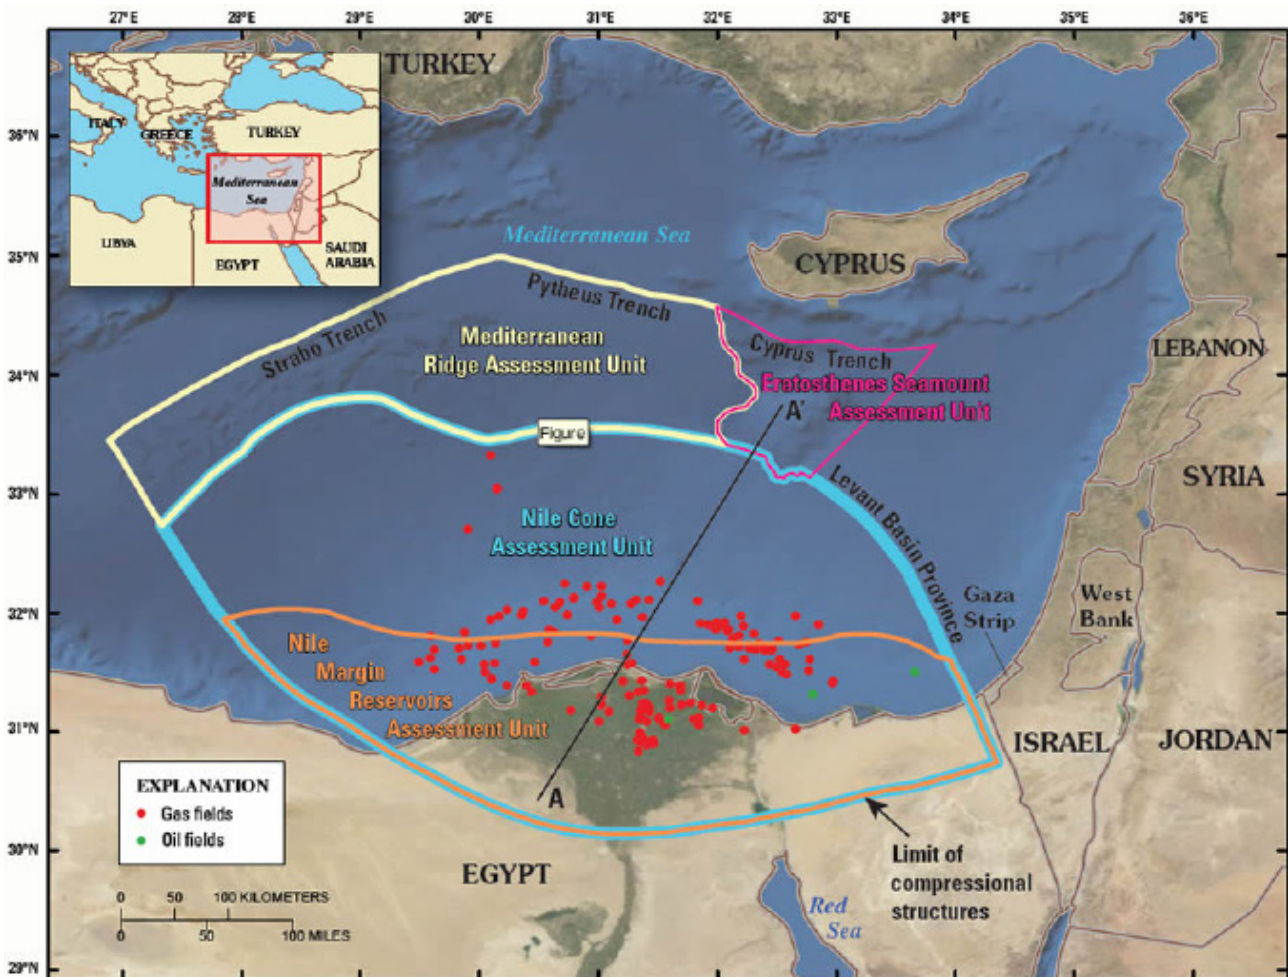 27°E 28°E 29°E 30°E 31°E 32°E 33°E 34°E 35°E 36°E
36°N
35°N
34°N
33°N
32°N
31°N
30°N
29°N
ITALY
GREECE
TURKEY
Mediterranean
Sea
LIBYA
EGYPT
SAUDI
ARABIA
TURKEY
Mediterranean Sea
CYPRUS
Strabo Trench
Pytheus Trench
Cyprus Trench
Mediterranean
Ridge Assessment Unit
Eratosthenes Seamount
Assessment Unit
A'
Figure
LEBANON
SYRIA
Levant Basin Province
Nile Cone
Assessment Unit
Gaza
Strip
West
Bank
Nile
Margin
Reservoirs
Assessment Unit
ISRAEL
JORDAN
A
EGYPT
Limit of
compressional
structures
Red
Sea
EXPLANATION
Gas fields
Oil fields
0 50 100 KILOMETERS
0 50 100 MILES